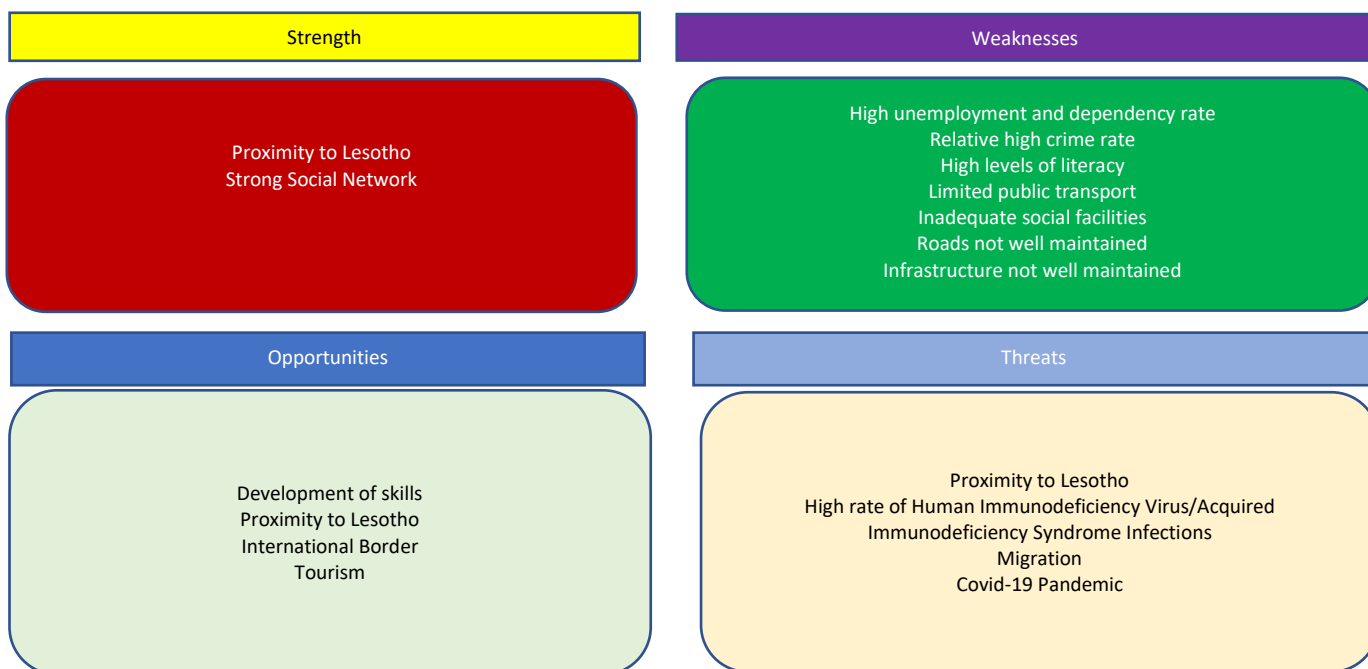 Strength
Proximity to Lesotho
Strong Social Network
Weaknesses
High unemployment and dependency rate
Relative high crime rate
High levels of literacy
Limited public transport
Inadequate social facilities
Roads not well maintained
Infrastructure not well maintained
Opportunities
Development of skills
Proximity to Lesotho
International Border
Tourism
Threats
Proximity to Lesotho
High rate of Human Immunodeficiency Virus/Acquired
Immunodeficiency Syndrome Infections
Migration
Covid-19 Pandemic